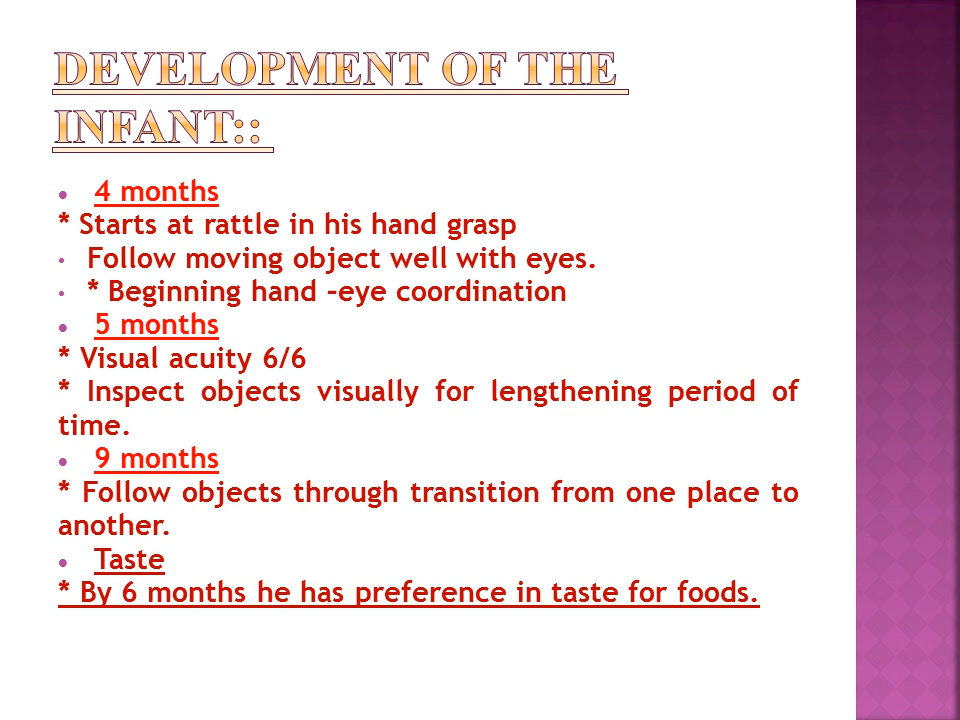 DEVELOPMENT OF THE
INFANT::
• 4 months
* Starts at rattle in his hand grasp
• Follow moving object well with eyes.
• * Beginning hand –eye coordination
• 5 months
* Visual acuity 6/6
* Inspect objects visually for lengthening period of
time.
• 9 months
* Follow objects through transition from one place to
another.
• Taste
* By 6 months he has preference in taste for foods.